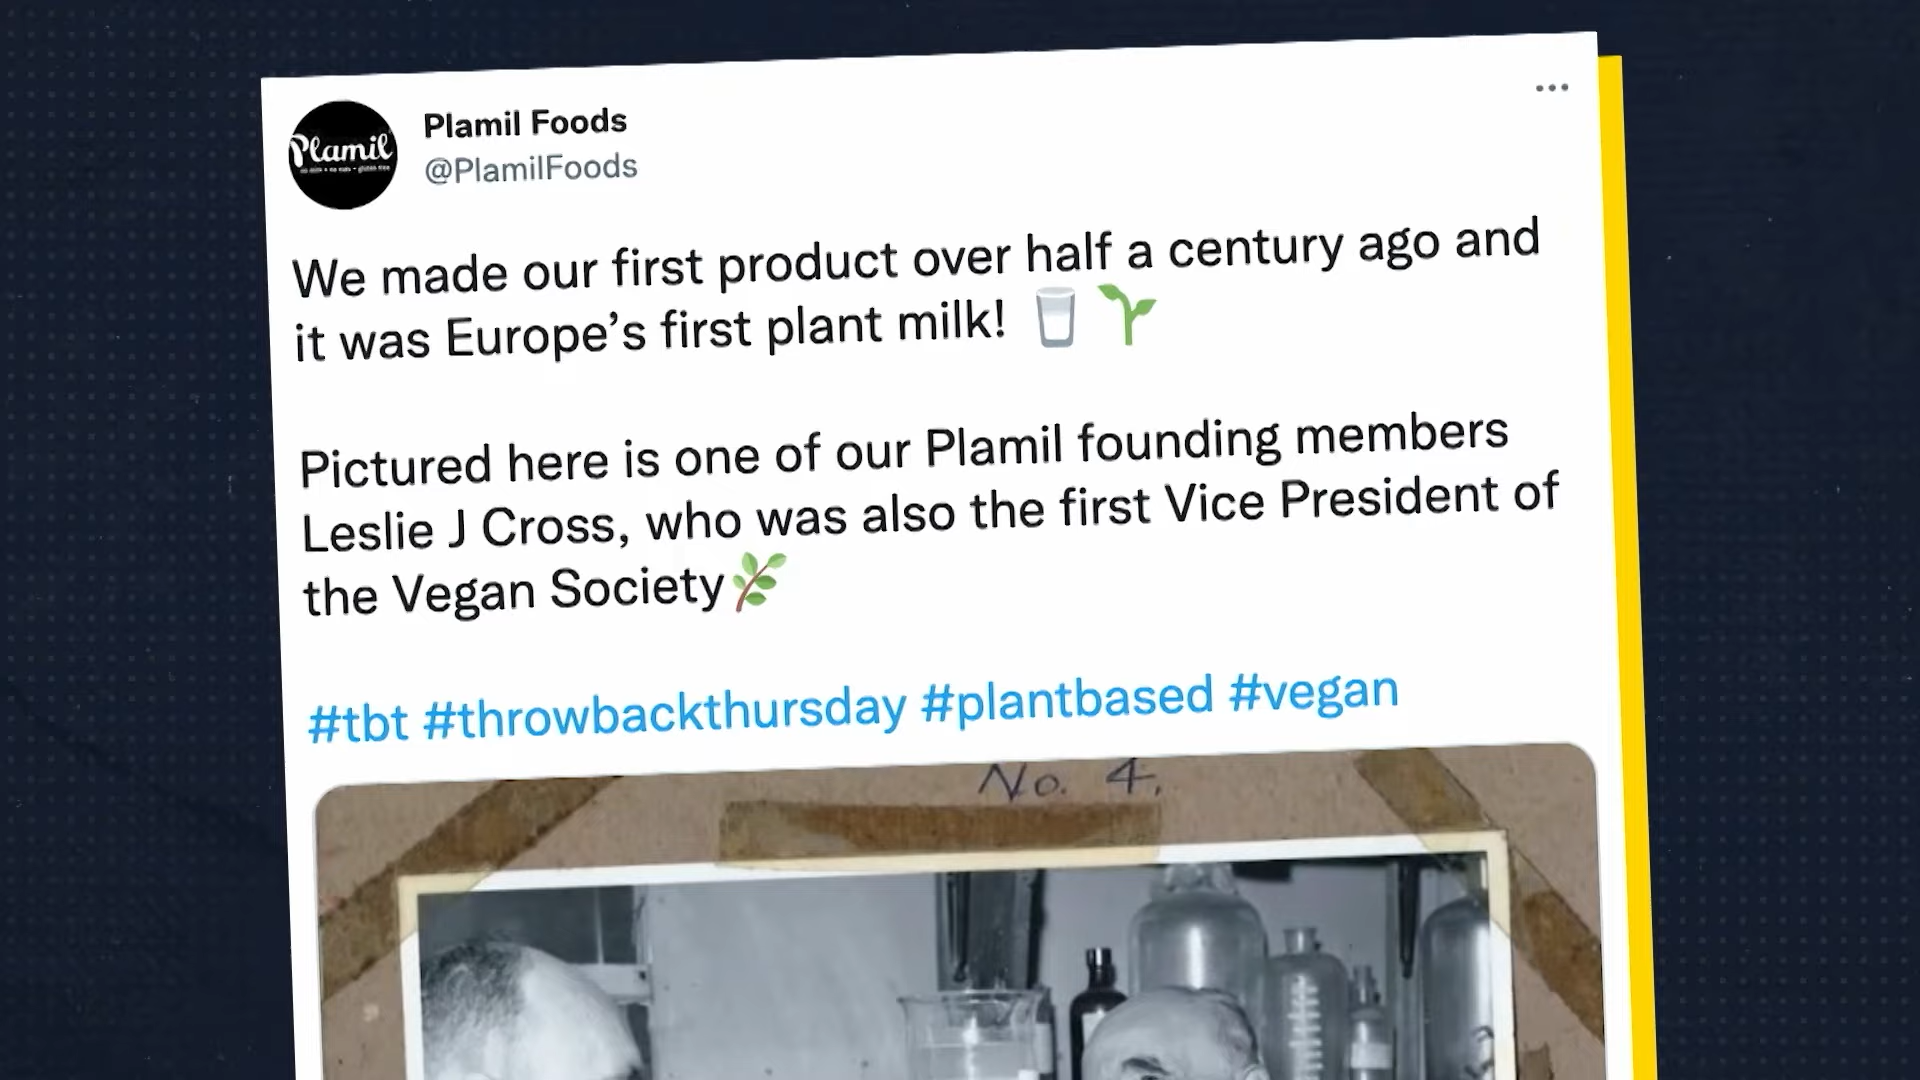 Plamil
Plamil Foods
@PlamilFoods
We made our first product over half a century ago and
it was Europe's first plant milk! 🥛 🌱
Pictured here is one of our Plamil founding members
Leslie J Cross, who was also the first Vice President of
the Vegan Society🌿
#tbt #throwbackthursday #plantbased #vegan
No. 4.